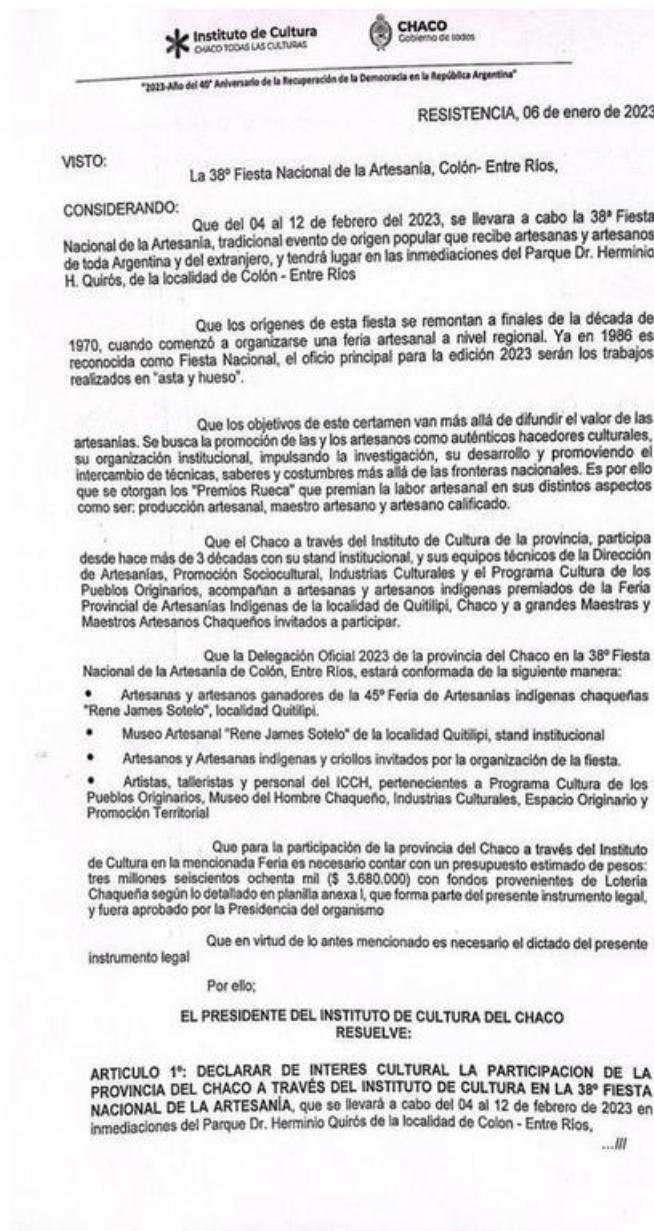 Instituto de Cultura
CHACO TODAS LAS CULTURAS
CHACO
Gobierno de todos
"2023-Año del 40° Aniversario de la Recuperación de la Democracia en la República Argentina"
RESISTENCIA, 06 de enero de 2023
VISTO:
La 38º Fiesta Nacional de la Artesanía, Colón- Entre Ríos,
CONSIDERANDO:
Que del 04 al 12 de febrero del 2023, se llevara a cabo la 38ª Fiesta
Nacional de la Artesanía, tradicional evento de origen popular que recibe artesanas y artesanos
de toda Argentina y del extranjero, y tendrá lugar en las inmediaciones del Parque Dr. Herminio
H. Quirós, de la localidad de Colón - Entre Ríos
Que los orígenes de esta fiesta se remontan a finales de la década de
1970, cuando comenzó a organizarse una feria artesanal a nivel regional. Ya en 1986 es
reconocida como Fiesta Nacional, el oficio principal para la edición 2023 serán los trabajos
realizados en "asta y hueso".
Que los objetivos de este certamen van más allá de difundir el valor de las
artesanías. Se busca la promoción de las y los artesanos como auténticos hacedores culturales,
su organización institucional, impulsando la investigación, su desarrollo y promoviendo el
intercambio de técnicas, saberes y costumbres más allá de las fronteras nacionales. Es por ello
que se otorgan los "Premios Rueca" que premian la labor artesanal en sus distintos aspectos
como ser: producción artesanal, maestro artesano y artesano calificado.
Que el Chaco a través del Instituto de Cultura de la provincia, participa
desde hace más de 3 décadas con su stand institucional, y sus equipos técnicos de la Dirección
de Artesanías, Promoción Sociocultural, Industrias Culturales y el Programa Cultura de los
Pueblos Originarios, acompañan a artesanas y artesanos indígenas premiados de la Feria
Provincial de Artesanías Indígenas de la localidad de Quitilipi, Chaco y a grandes Maestras y
Maestros Artesanos Chaqueños invitados a participar.
Que la Delegación Oficial 2023 de la provincia del Chaco en la 38º Fiesta
Nacional de la Artesanía de Colón, Entre Ríos, estará conformada de la siguiente manera:
• Artesanas y artesanos ganadores de la 45º Feria de Artesanías indígenas chaqueñas
"Rene James Sotelo", localidad Quitilipi.
• Museo Artesanal "Rene James Sotelo" de la localidad Quitilipi, stand institucional
• Artesanos y Artesanas indígenas y criollos invitados por la organización de la fiesta.
• Artistas, talleristas y personal del ICCH, pertenecientes a Programa Cultura de los
Pueblos Originarios, Museo del Hombre Chaqueño, Industrias Culturales, Espacio Originario y
Promoción Territorial
Que para la participación de la provincia del Chaco a través del Instituto
de Cultura en la mencionada Feria es necesario contar con un presupuesto estimado de pesos:
tres millones seiscientos ochenta mil ($ 3.680.000) con fondos provenientes de Lotería
Chaqueña según lo detallado en planilla anexa I, que forma parte del presente instrumento legal,
y fuera aprobado por la Presidencia del organismo
Que en virtud de lo antes mencionado es necesario el dictado del presente
instrumento legal
Por ello;
EL PRESIDENTE DEL INSTITUTO DE CULTURA DEL CHACO
RESUELVE:
ARTICULO 1º: DECLARAR DE INTERES CULTURAL LA PARTICIPACION DE LA
PROVINCIA DEL CHACO A TRAVÉS DEL INSTITUTO DE CULTURA EN LA 38º FIESTA
NACIONAL DE LA ARTESANÍA, que se llevará a cabo del 04 al 12 de febrero de 2023 en
inmediaciones del Parque Dr. Herminio Quirós de la localidad de Colon - Entre Ríos,
...///